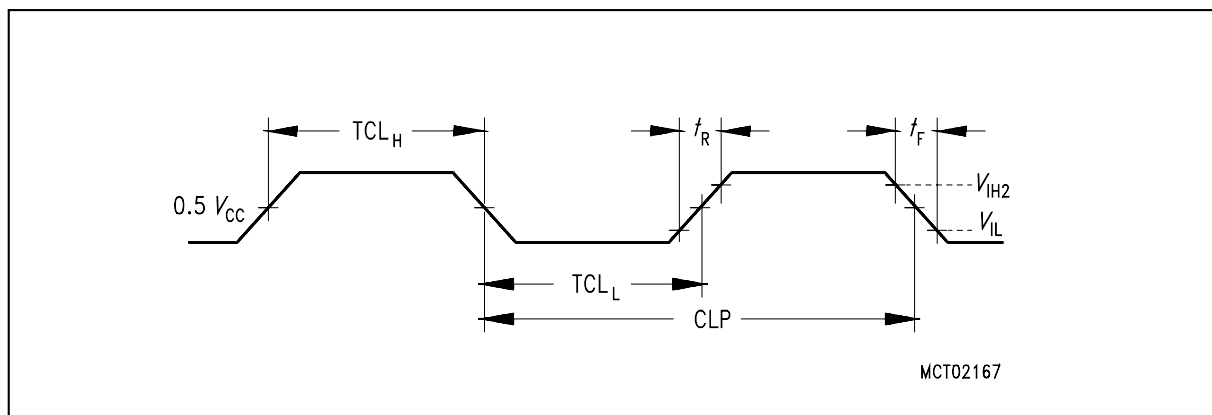 TCL_H
t_R
t_F
0.5 V_CC
V_IH2
V_IL
TCL_L
CLP
MCT02167